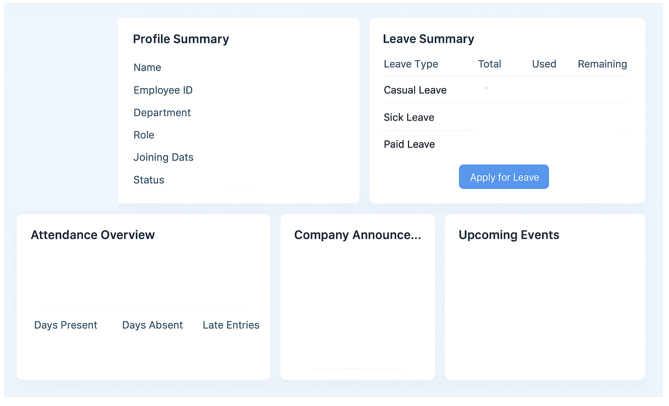 Profile Summary
Name
Employee ID
Department
Role
Joining Dats
Status
Leave Summary
Leave Type Total Used Remaining
Casual Leave
Sick Leave
Paid Leave
Apply for Leave
Attendance Overview
Days Present Days Absent Late Entries
Company Announce...
Upcoming Events